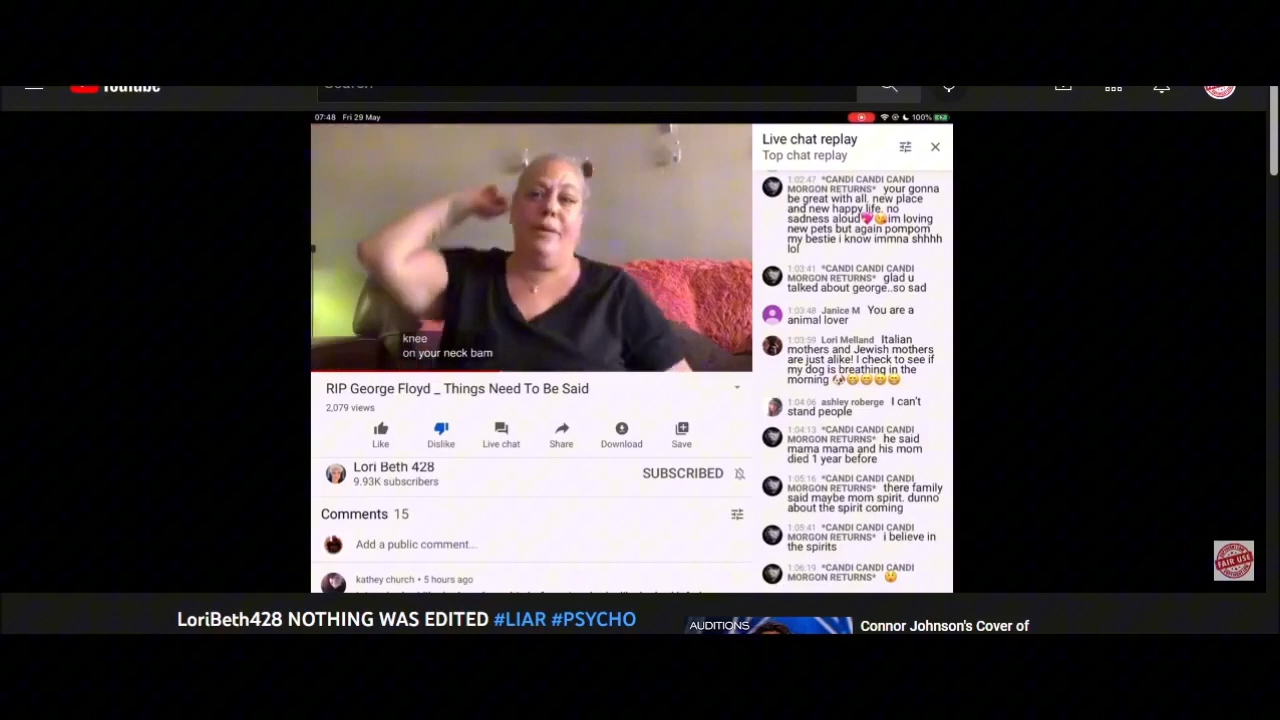 YouTube
Search
07:48 Fri 29 May
100%
knee
on your neck bam
RIP George Floyd _ Things Need To Be Said
2,079 views
Like
Dislike
Live chat
Share
Download
Save
Lori Beth 428
9.93K subscribers
SUBSCRIBED
Comments 15
Add a public comment...
kathey church • 5 hours ago
Live chat replay
Top chat replay
1:02:47 *CANDI CANDI CANDI
MORGON RETURNS* your gonna
be great with all. new place
and new happy life. no
sadness aloud💖😘im loving
new pets but again pompom
my bestie i know immna shhhh
lol
1:03:41 *CANDI CANDI CANDI
MORGON RETURNS* glad u
talked about george..so sad
1:03:48 Janice M You are a
animal lover
1:03:59 Lori Melland Italian
mothers and Jewish mothers
are just alike! I check to see if
my dog is breathing in the
morning 🐶😋😋😋😋
1:04:06 ashley roberge I can't
stand people
1:04:13 *CANDI CANDI CANDI
MORGON RETURNS* he said
mama mama and his mom
died 1 year before
1:05:16 *CANDI CANDI CANDI
MORGON RETURNS* there family
said maybe mom spirit. dunno
about the spirit coming
1:05:41 *CANDI CANDI CANDI
MORGON RETURNS* i believe in
the spirits
1:06:19 *CANDI CANDI CANDI
MORGON RETURNS* 😢
FAIR USE
LoriBeth428 NOTHING WAS EDITED #LIAR #PSYCHO
AUDITIONS
Connor Johnson's Cover of